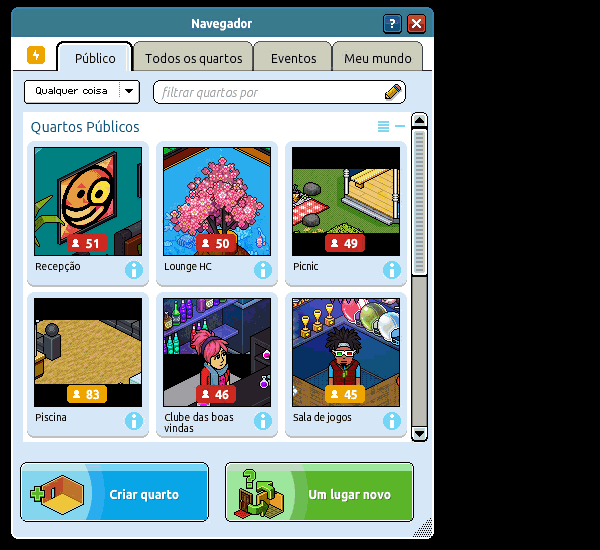 Navegador
?
Público
Todos os quartos
Eventos
Meu mundo
Qualquer coisa
filtrar quartos por
Quartos Públicos
51
50
49
Recepção
Lounge HC
Picnic
83
46
45
Piscina
Clube das boas
vindas
Sala de jogos
Criar quarto
Um lugar novo